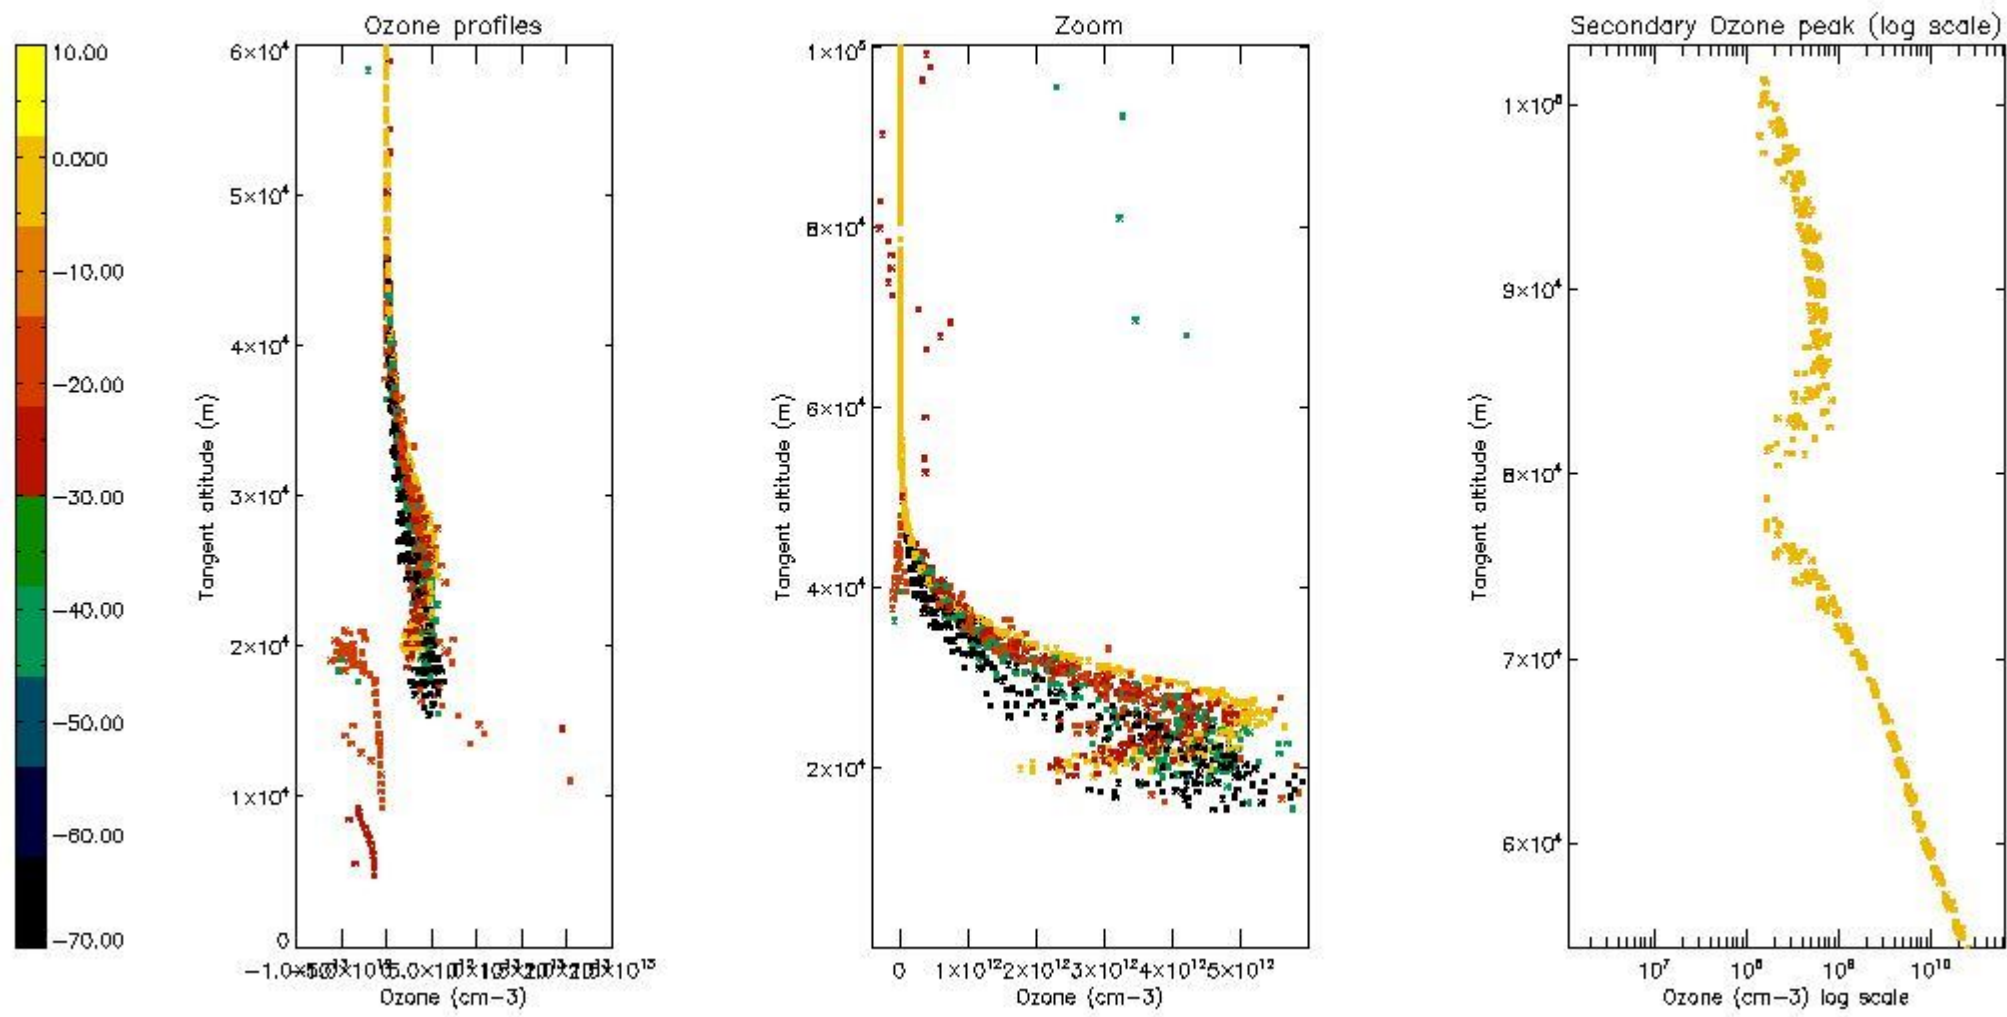 Ozone profiles
Zoom
Secondary Ozone peak (log scale)
10.00
0.000
−10.00
−20.00
−30.00
−40.00
−50.00
−60.00
−70.00
6×10⁴
5×10⁴
4×10⁴
3×10⁴
2×10⁴
1×10⁴
0
Tangent altitude (m)
Ozone (cm−3)
1×10⁵
8×10⁴
6×10⁴
4×10⁴
2×10⁴
Tangent altitude (m)
0 1×10¹² 2×10¹² 3×10¹² 4×10¹² 5×10¹²
Ozone (cm−3)
1×10⁵
9×10⁴
8×10⁴
7×10⁴
6×10⁴
Tangent altitude (m)
10⁷ 10⁸ 10⁹ 10¹⁰
Ozone (cm−3) log scale